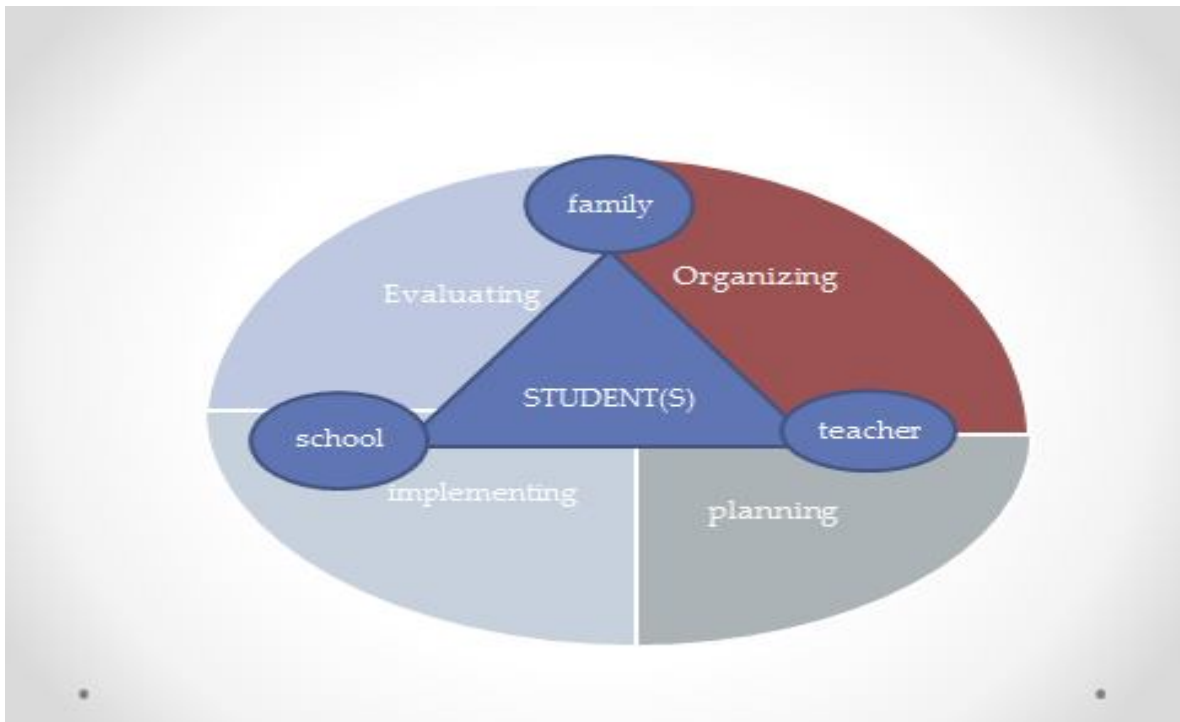 family
Organizing
Evaluating
STUDENT(S)
school
teacher
implementing
planning